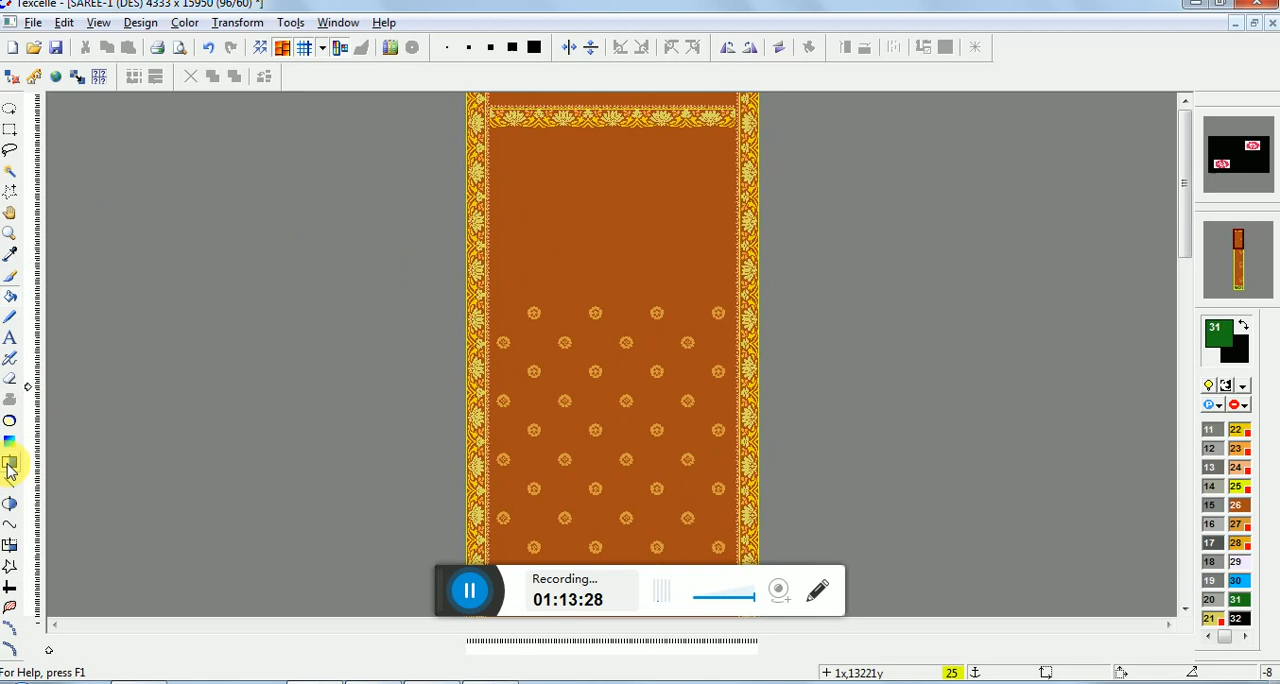 Texcelle - [SAREE-1 (DES) 4333 x 15950 (96/60) *]
File Edit View Design Color Transform Tools Window Help
31
11 22
12 23
13 24
14 25
15 26
16 27
17 28
18 29
19 30
20 31
21 32
Recording...
01:13:28
For Help, press F1
1x,13221y 25 -8